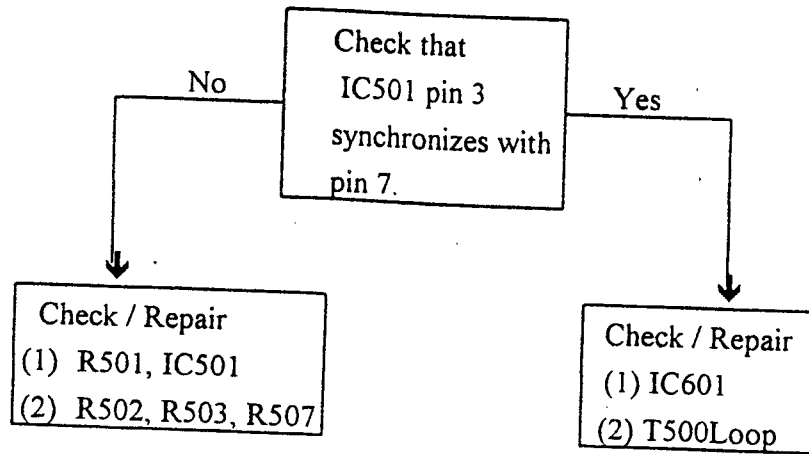 Check that
IC501 pin 3
synchronizes with
pin 7.
No
Yes
Check / Repair
(1) R501, IC501
(2) R502, R503, R507
Check / Repair
(1) IC601
(2) T500Loop